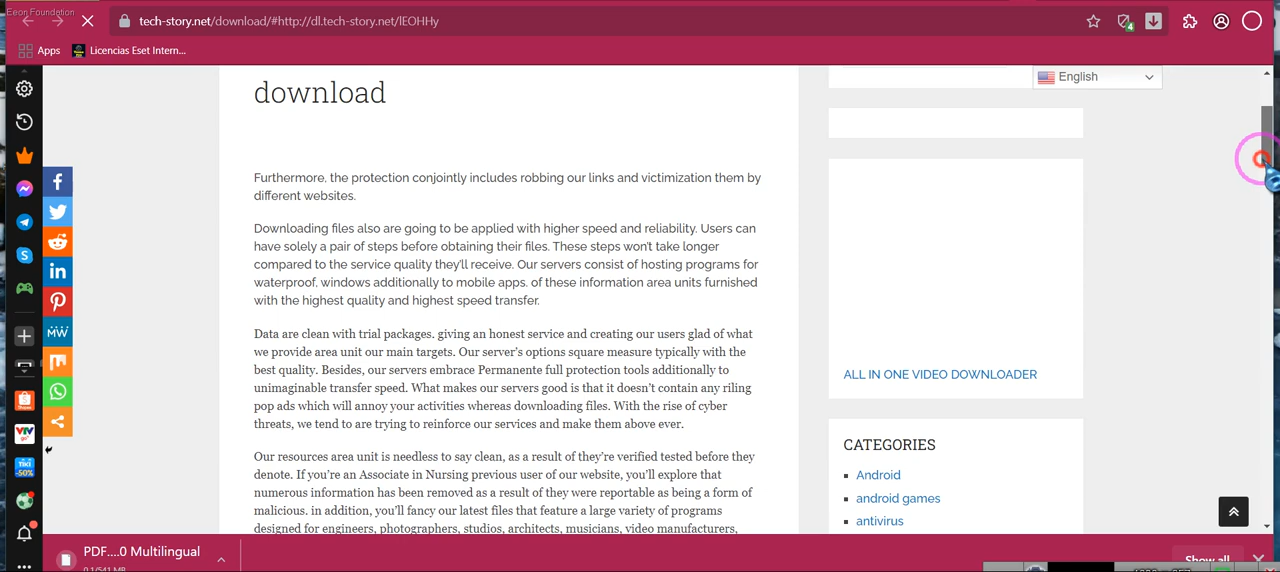 Eeon Foundation
tech-story.net/download/#http://dl.tech-story.net/lEOHHy
4
Apps
Licencias Eset Intern...
English
download
Furthermore, the protection conjointly includes robbing our links and victimization them by
different websites.
Downloading files also are going to be applied with higher speed and reliability. Users can
have solely a pair of steps before obtaining their files. These steps won't take longer
compared to the service quality they'll receive. Our servers consist of hosting programs for
waterproof. windows additionally to mobile apps. of these information area units furnished
with the highest quality and highest speed transfer.
Data are clean with trial packages. giving an honest service and creating our users glad of what
we provide area unit our main targets. Our server's options square measure typically with the
best quality. Besides, our servers embrace Permanente full protection tools additionally to
unimaginable transfer speed. What makes our servers good is that it doesn't contain any riling
pop ads which will annoy your activities whereas downloading files. With the rise of cyber
threats, we tend to are trying to reinforce our services and make them above ever.
Our resources area unit is needless to say clean, as a result of they're verified tested before they
denote. If you're an Associate in Nursing previous user of our website, you'll explore that
numerous information has been removed as a result of they were reportable as being a form of
malicious. in addition, you'll fancy our latest files that feature a large variety of programs
designed for engineers, photographers, studios, architects, musicians, video manufacturers,
ALL IN ONE VIDEO DOWNLOADER
CATEGORIES
Android
android games
antivirus
MW
VTV
go
TIKI
-50%
PDF....0 Multilingual
0.1/541 MB
Show all